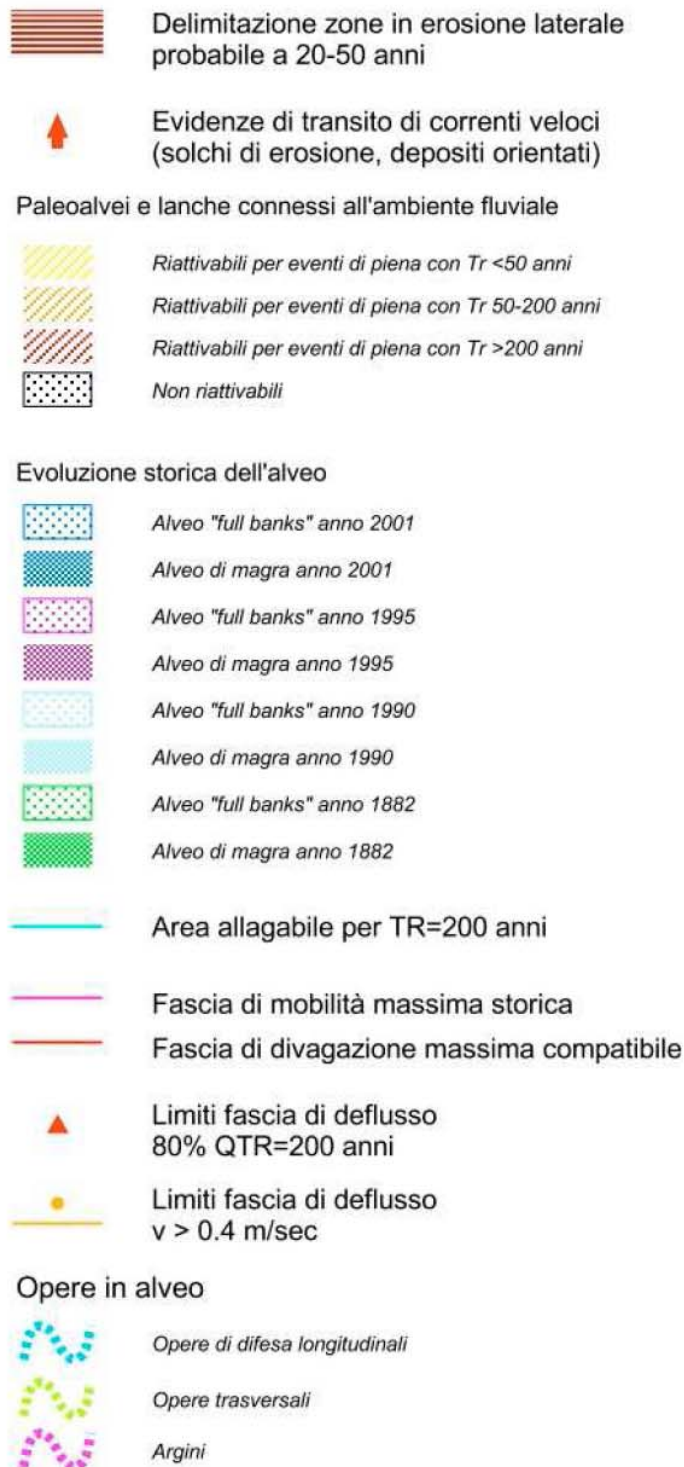 Delimitazione zone in erosione laterale
probabile a 20-50 anni
Evidenze di transito di correnti veloci
(solchi di erosione, depositi orientati)
Paleoalvei e lanche connessi all'ambiente fluviale
Riattivabili per eventi di piena con Tr <50 anni
Riattivabili per eventi di piena con Tr 50-200 anni
Riattivabili per eventi di piena con Tr >200 anni
Non riattivabili
Evoluzione storica dell'alveo
Alveo "full banks" anno 2001
Alveo di magra anno 2001
Alveo "full banks" anno 1995
Alveo di magra anno 1995
Alveo "full banks" anno 1990
Alveo di magra anno 1990
Alveo "full banks" anno 1882
Alveo di magra anno 1882
Area allagabile per TR=200 anni
Fascia di mobilità massima storica
Fascia di divagazione massima compatibile
Limiti fascia di deflusso
80% QTR=200 anni
Limiti fascia di deflusso
v > 0.4 m/sec
Opere in alveo
Opere di difesa longitudinali
Opere trasversali
Argini